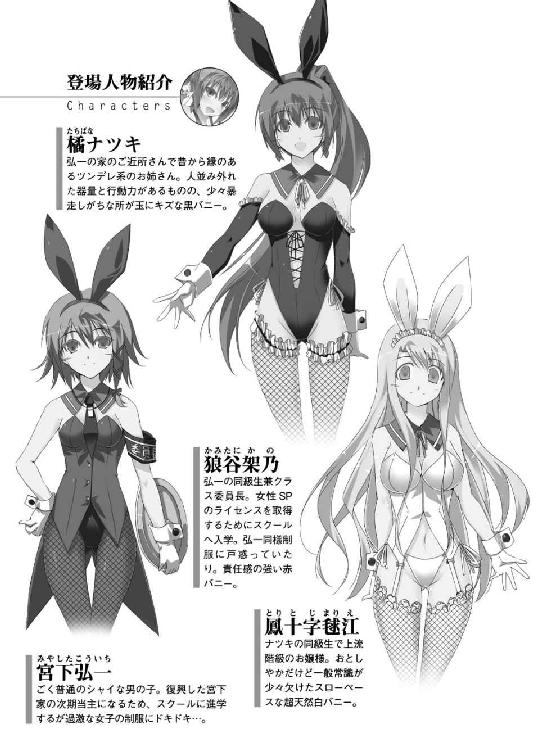 登場人物紹介
Characters
たちばな
橘ナツキ
弘一の家のご近所さんで昔から縁のあ
るツンデレ系のお姉さん。人並み外れ
た器量と行動力があるものの、少々暴
走しがちな所が玉にキズな黒バニー。
かみたに か の
狼谷架乃
弘一の同級生兼クラ
ス委員長。女性SP
のライセンスを取得
するためにスクール
へ入学。弘一同様制
服に戸惑っていた
り。責任感の強い赤
バニー。
とりと じ まりえ
鳳十字毬江
ナツキの同級生で上流
階級のお嬢様。おとし
やかだけど一般常識が
少々欠けたスローペー
スな超天然白バニー。
みやしたこういち
宮下弘一
ごく普通のシャイな男の子。復興した宮下
家の次期当主になるため、スクールに進学
するが過激な女子の制服にドキドキ…。